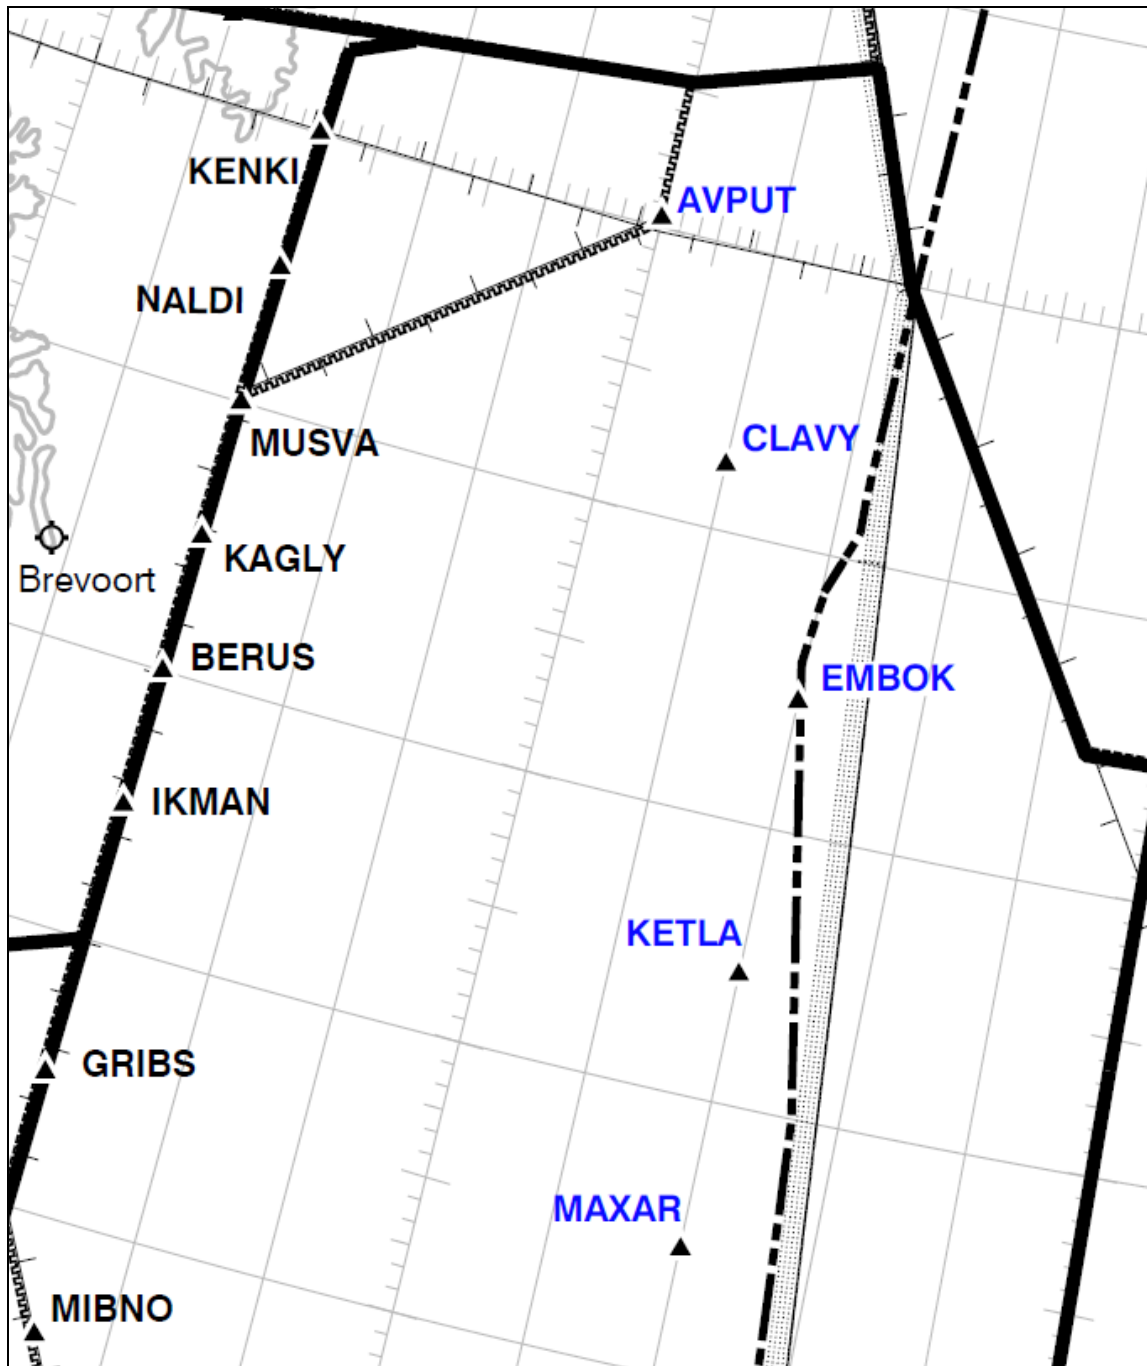 KENKI
AVPUT
NALDI
MUSVA
CLAVY
KAGLY
Brevoort
BERUS
EMBOK
IKMAN
KETLA
GRIBS
MAXAR
MIBNO